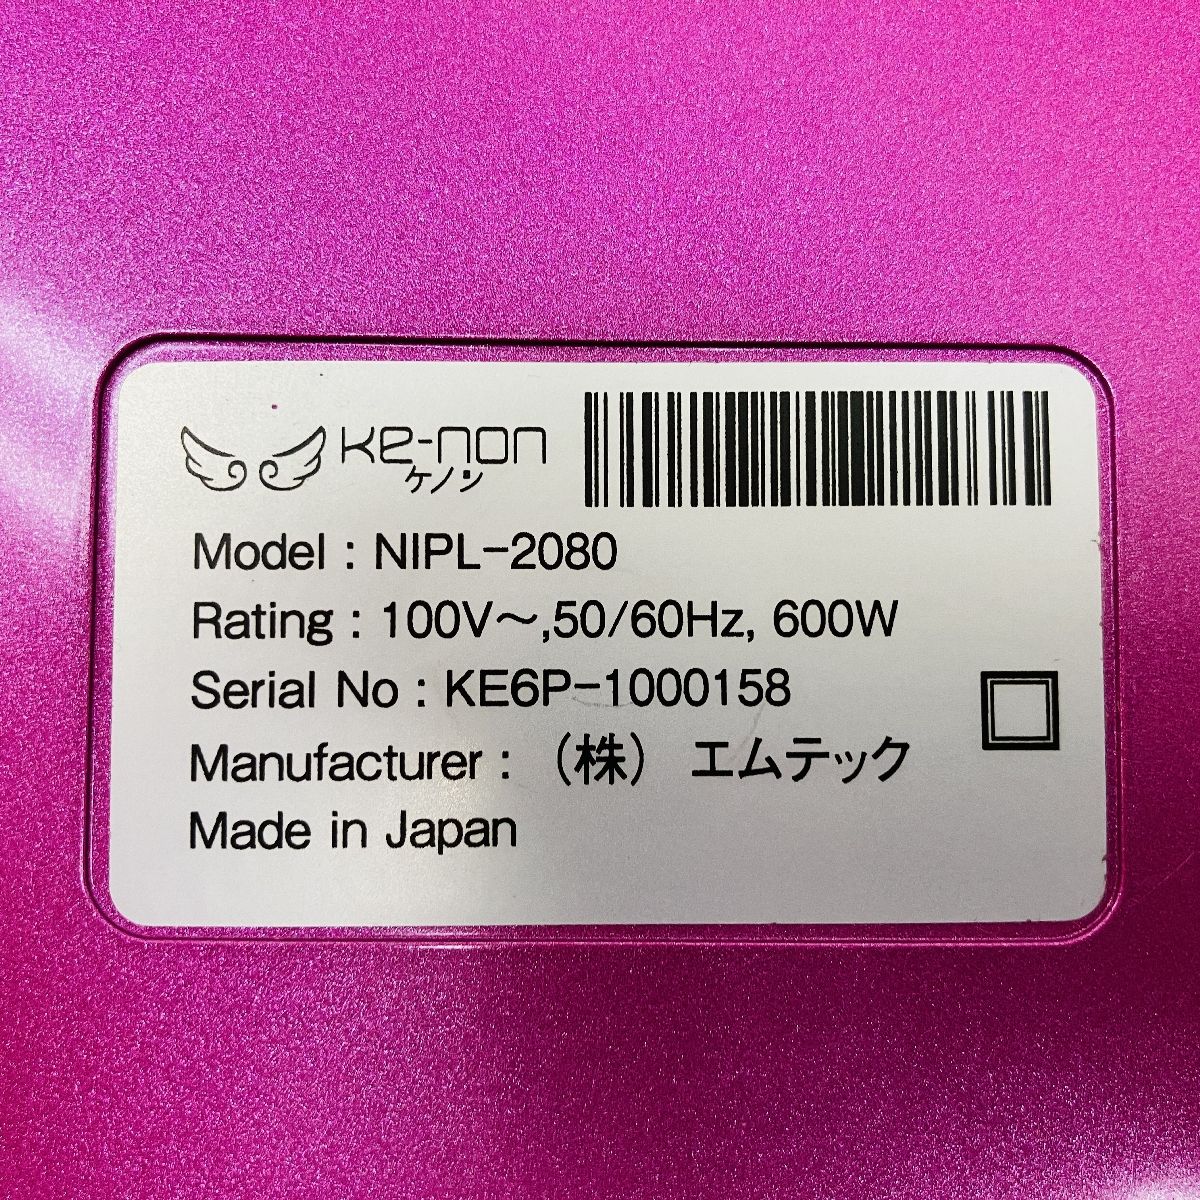 Ke-non
ケノン
Model : NIPL-2080
Rating : 100V～,50/60Hz, 600W
Serial No : KE6P-1000158
Manufacturer : （株） エムテック
Made in Japan